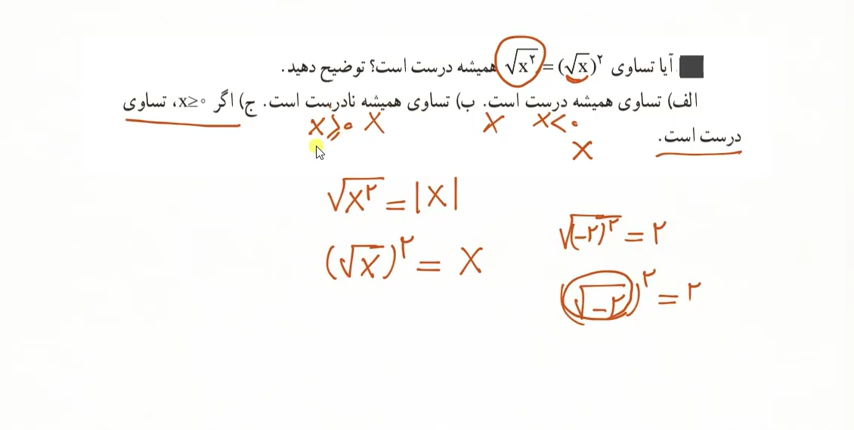 آیا تساوی √x² = (√x)² همیشه درست است؟ توضیح دهید.
الف) تساوی همیشه درست است. ب) تساوی همیشه نادرست است. ج) اگر x≥۰، تساوی
درست است.
x≥۰ X X x<۰
X
√x² = |x|
(√x)² = x
√(-۲)² = ۲
(√-۲)² = ۲